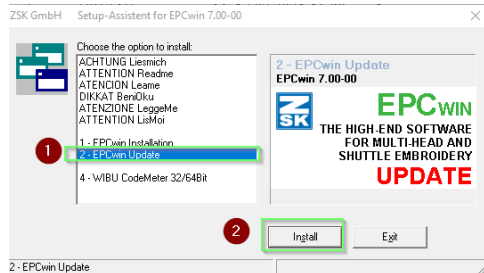 ZSK GmbH Setup-Assistent for EPCwin 7.00-00
Choose the option to install:
ACHTUNG Liesmich
ATTENTION Readme
ATENCION Leame
DIKKAT BeniOku
ATENZIONE LeggeMe
ATTENTION LisMoi
1 - EPCwin Installation
1
2 - EPCwin Update
4 - WIBU CodeMeter 32/64Bit
2 - EPCwin Update
EPCwin 7.00-00
ZSK
EPCWIN
THE HIGH-END SOFTWARE
FOR MULTI-HEAD AND
SHUTTLE EMBROIDERY
UPDATE
2
Install
Exit
2 - EPCwin Update